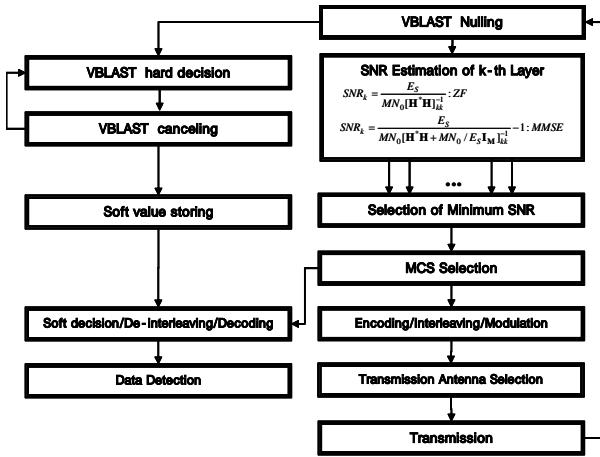 VBLAST Nulling
VBLAST hard decision
VBLAST canceling
Soft value storing
Soft decision/De-interleaving/Decoding
Data Detection
SNR Estimation of k-th Layer
SNR_k = E_S / MN_0[H^*H]^{-1}_{kk} : ZF
SNR_k = E_S / MN_0[H^*H + MN_0 / E_S I_M]^{-1}_{kk} - 1 : MMSE
...
Selection of Minimum SNR
MCS Selection
Encoding/Interleaving/Modulation
Transmission Antenna Selection
Transmission